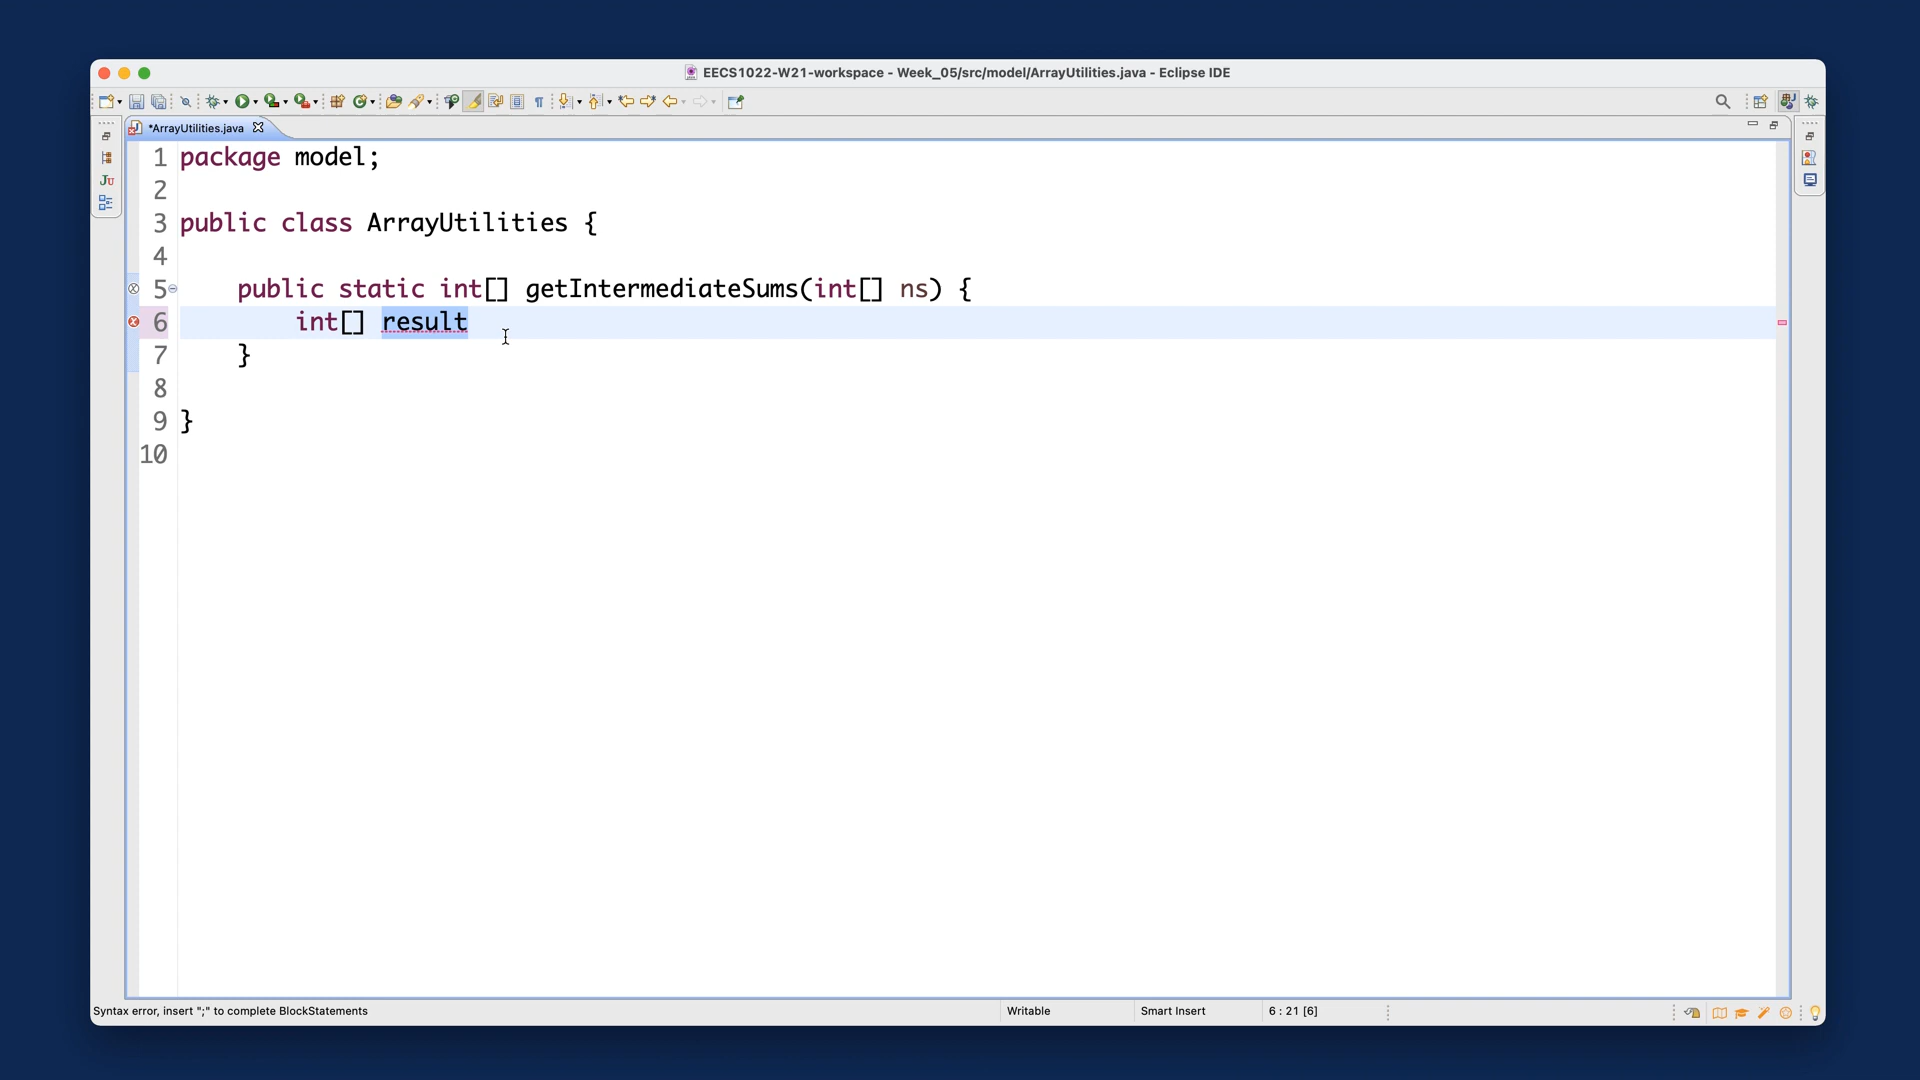 EECS1022-W21-workspace - Week_05/src/model/ArrayUtilities.java - Eclipse IDE
*ArrayUtilities.java
1 package model;
2
3 public class ArrayUtilities {
4
5 public static int[] getIntermediateSums(int[] ns) {
6 int[] result
7 }
8
9 }
10
Ju
Syntax error, insert ";" to complete BlockStatements
Writable
Smart Insert
6 : 21 [6]